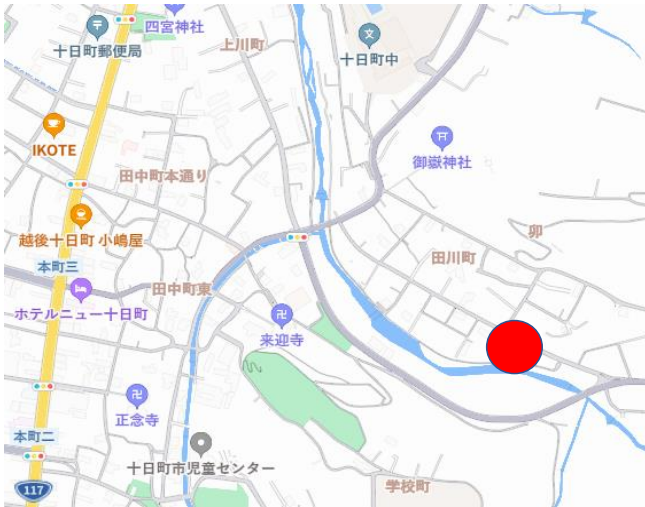 四宮神社
十日町郵便局
上川町
十日町中
IKOTE
御嶽神社
田中町本通り
越後十日町 小嶋屋
卯
田川町
本町三
田中町東
ホテルニュー十日町
来迎寺
正念寺
本町二
十日町市児童センター
学校町
117